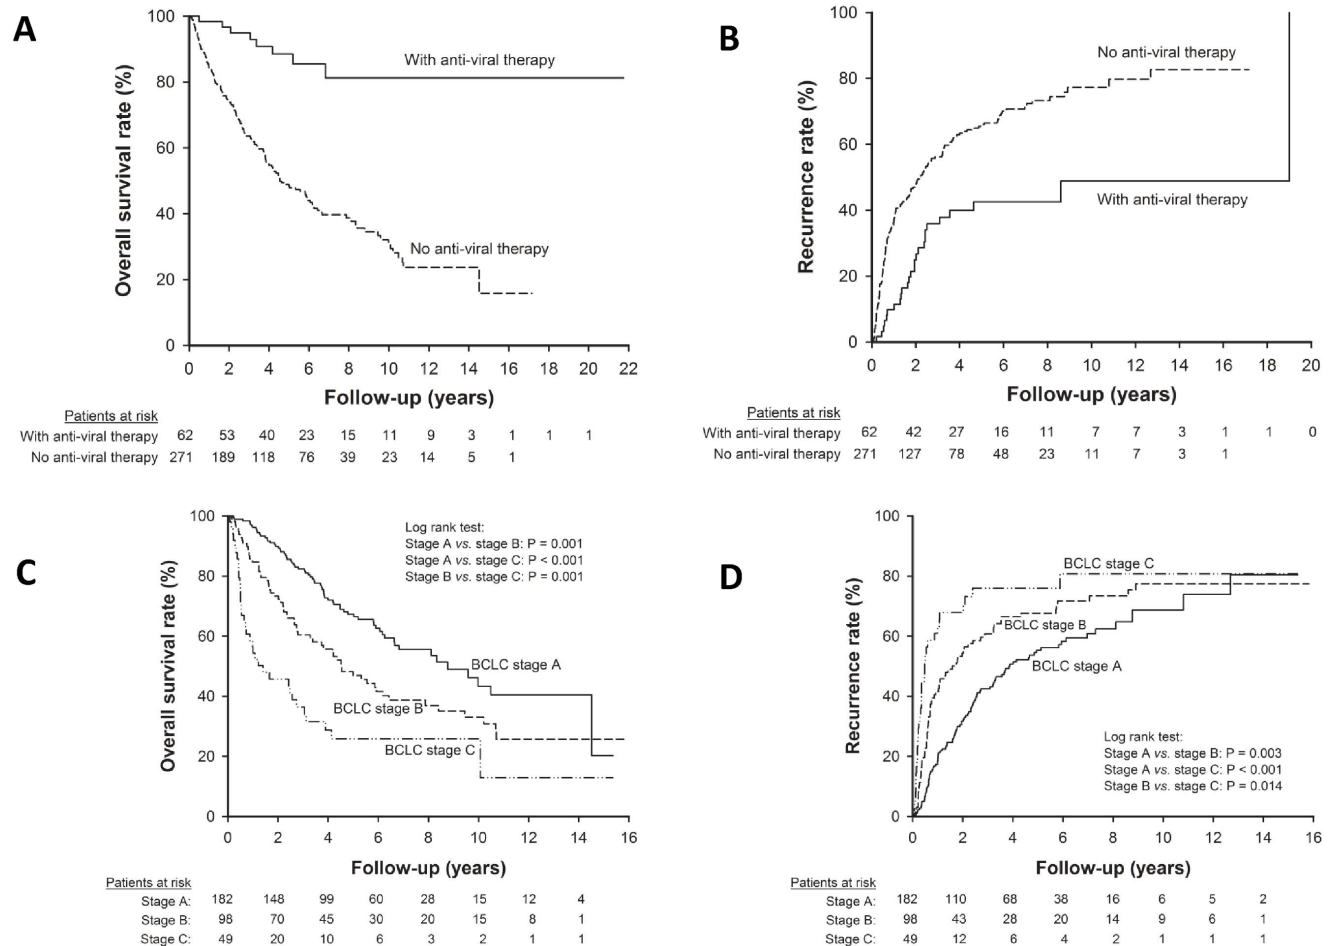 A
Overall survival rate (%)
100
80
60
40
20
0
With anti-viral therapy
No anti-viral therapy
0 2 4 6 8 10 12 14 16 18 20 22
Follow-up (years)
Patients at risk
With anti-viral therapy 62 53 40 23 15 11 9 3 1 1 1
No anti-viral therapy 271 189 118 76 39 23 14 5 1
B
Recurrence rate (%)
100
80
60
40
20
0
No anti-viral therapy
With anti-viral therapy
0 2 4 6 8 10 12 14 16 19 20
Follow-up (years)
Patients at risk
With anti-viral therapy 62 42 27 16 11 7 7 3 1 1 0
No anti-viral therapy 271 127 78 48 23 11 7 3 1
C
Overall survival rate (%)
100
80
60
40
20
0
Log rank test:
Stage A vs. stage B: P = 0.001
Stage A vs. stage C: P < 0.001
Stage B vs. stage C: P = 0.001
BCLC stage A
BCLC stage B
BCLC stage C
0 2 4 6 8 10 12 14 16
Follow-up (years)
Patients at risk
Stage A: 182 148 99 60 28 15 12 4
Stage B: 98 70 45 30 20 15 8 1
Stage C: 49 20 10 6 3 2 1 1
D
Recurrence rate (%)
100
80
60
40
20
0
BCLC stage C
BCLC stage B
BCLC stage A
Log rank test:
Stage A vs. stage B: P = 0.003
Stage A vs. stage C: P < 0.001
Stage B vs. stage C: P = 0.014
0 2 4 6 8 10 12 14 16
Follow-up (years)
Patients at risk
Stage A: 182 110 68 38 16 6 5 2
Stage B: 98 43 28 20 14 9 6 1
Stage C: 49 12 6 4 2 1 1 1